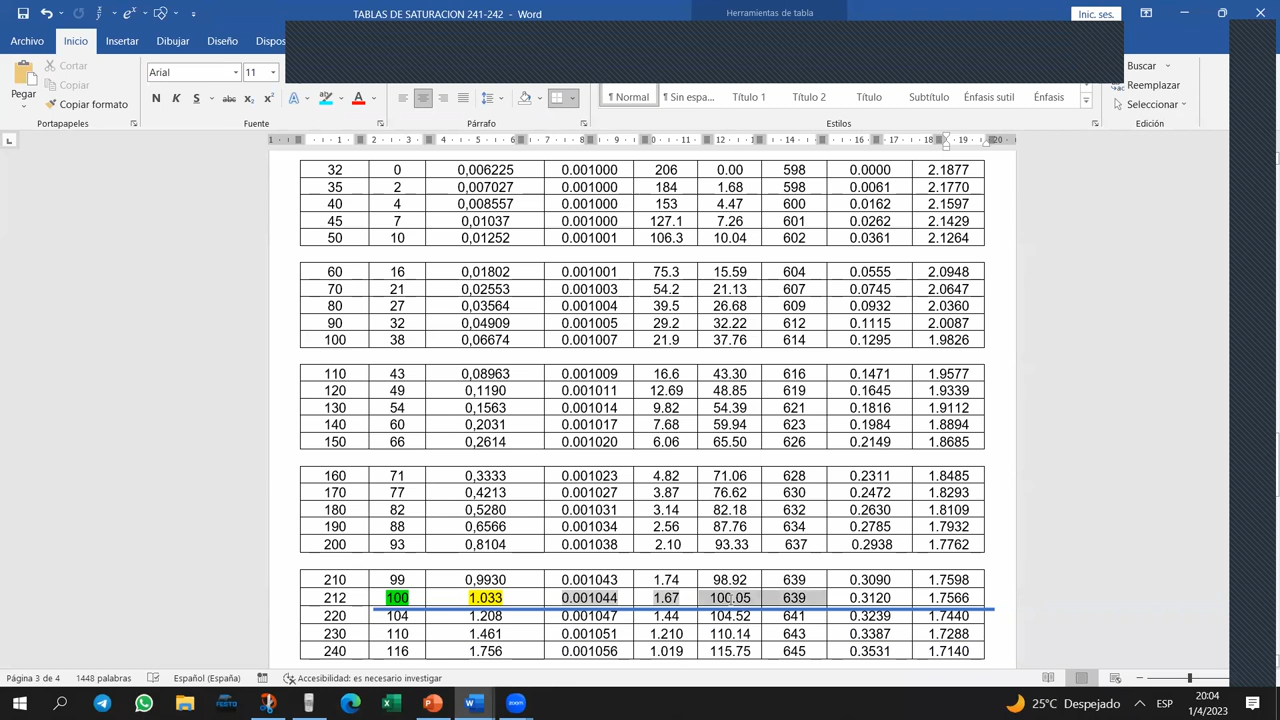 TABLAS DE SATURACION 241-242 - Word
Herramientas de tabla
Inic. ses.
Archivo Inicio Insertar Dibujar Diseño Dispos
Pegar
Cortar
Copiar
Copiar formato
Portapapeles
Arial 11
N K S abc x₂ x²
Fuente
Párrafo
¶ Normal ¶ Sin espa... Título 1 Título 2 Título Subtítulo Énfasis sutil Énfasis
Estilos
Buscar
Reemplazar
Seleccionar
Edición
32 0 0,006225 0.001000 206 0.00 598 0.0000 2.1877
35 2 0,007027 0.001000 184 1.68 598 0.0061 2.1770
40 4 0,008557 0.001000 153 4.47 600 0.0162 2.1597
45 7 0,01037 0.001000 127.1 7.26 601 0.0262 2.1429
50 10 0,01252 0.001001 106.3 10.04 602 0.0361 2.1264
60 16 0,01802 0.001001 75.3 15.59 604 0.0555 2.0948
70 21 0,02553 0.001003 54.2 21.13 607 0.0745 2.0647
80 27 0,03564 0.001004 39.5 26.68 609 0.0932 2.0360
90 32 0,04909 0.001005 29.2 32.22 612 0.1115 2.0087
100 38 0,06674 0.001007 21.9 37.76 614 0.1295 1.9826
110 43 0,08963 0.001009 16.6 43.30 616 0.1471 1.9577
120 49 0,1190 0.001011 12.69 48.85 619 0.1645 1.9339
130 54 0,1563 0.001014 9.82 54.39 621 0.1816 1.9112
140 60 0,2031 0.001017 7.68 59.94 623 0.1984 1.8894
150 66 0,2614 0.001020 6.06 65.50 626 0.2149 1.8685
160 71 0,3333 0.001023 4.82 71.06 628 0.2311 1.8485
170 77 0,4213 0.001027 3.87 76.62 630 0.2472 1.8293
180 82 0,5280 0.001031 3.14 82.18 632 0.2630 1.8109
190 88 0,6566 0.001034 2.56 87.76 634 0.2785 1.7932
200 93 0,8104 0.001038 2.10 93.33 637 0.2938 1.7762
210 99 0,9930 0.001043 1.74 98.92 639 0.3090 1.7598
212 100 1.033 0.001044 1.67 100.05 639 0.3120 1.7566
220 104 1.208 0.001047 1.44 104.52 641 0.3239 1.7440
230 110 1.461 0.001051 1.210 110.14 643 0.3387 1.7288
240 116 1.756 0.001056 1.019 115.75 645 0.3531 1.7140
Página 3 de 4 1448 palabras Español (España) Accesibilidad: es necesario investigar
FESTO
zoom
25°C Despejado
ESP
20:04
1/4/2023